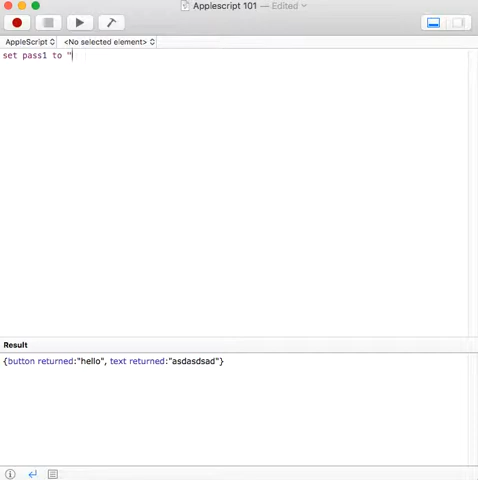 Applescript 101 — Edited
AppleScript <No selected element>
set pass1 to "
Result
{button returned:"hello", text returned:"asdasdsad"}